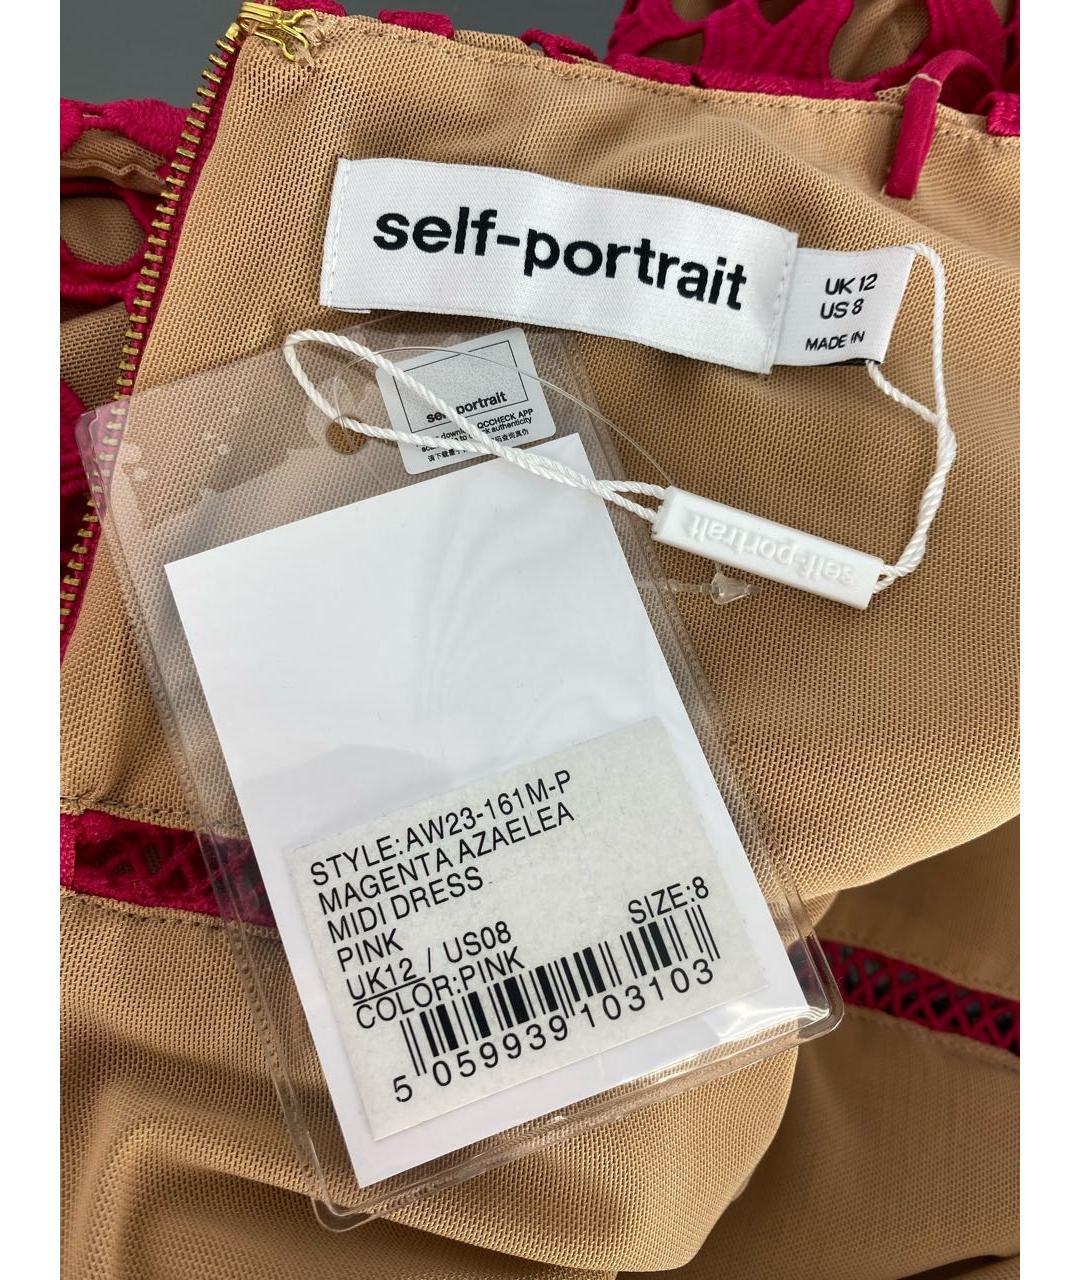 self-portrait
UK 12
US 8
MADE IN
self-portrait
QCCHECK APP
authenticity
self-portrait
STYLE:AW23-161M-P
MAGENTA AZAELEA
MIDI DRESS
PINK
UK12 / US08 SIZE:8
COLOR:PINK
5 059939 103103